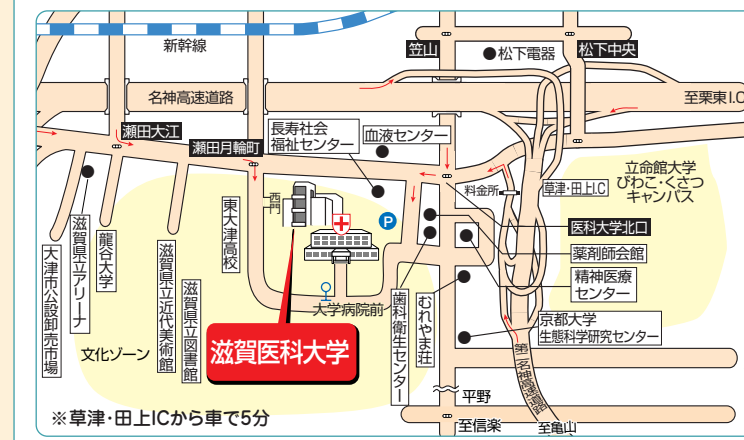 新幹線
笠山
松下電器
松下中央
名神高速道路
至栗東I.C
瀬田大江
瀬田月輪町
長寿社会
福祉センター
血液センター
立命館大学
びわこ・くさつ
キャンパス
料金所
草津・田上I.C
西門
P
東大津高校
医科大学北口
薬剤師会館
精神医療
センター
滋賀県立アリーナ
龍谷大学
大津市公設卸売市場
滋賀県立近代美術館
滋賀県立図書館
大学病院前
歯科衛生センター
むれやま荘
京都大学
生態科学研究センター
滋賀医科大学
文化ゾーン
第二名神高速道路
平野
※草津・田上ICから車で5分
至信楽
至亀山